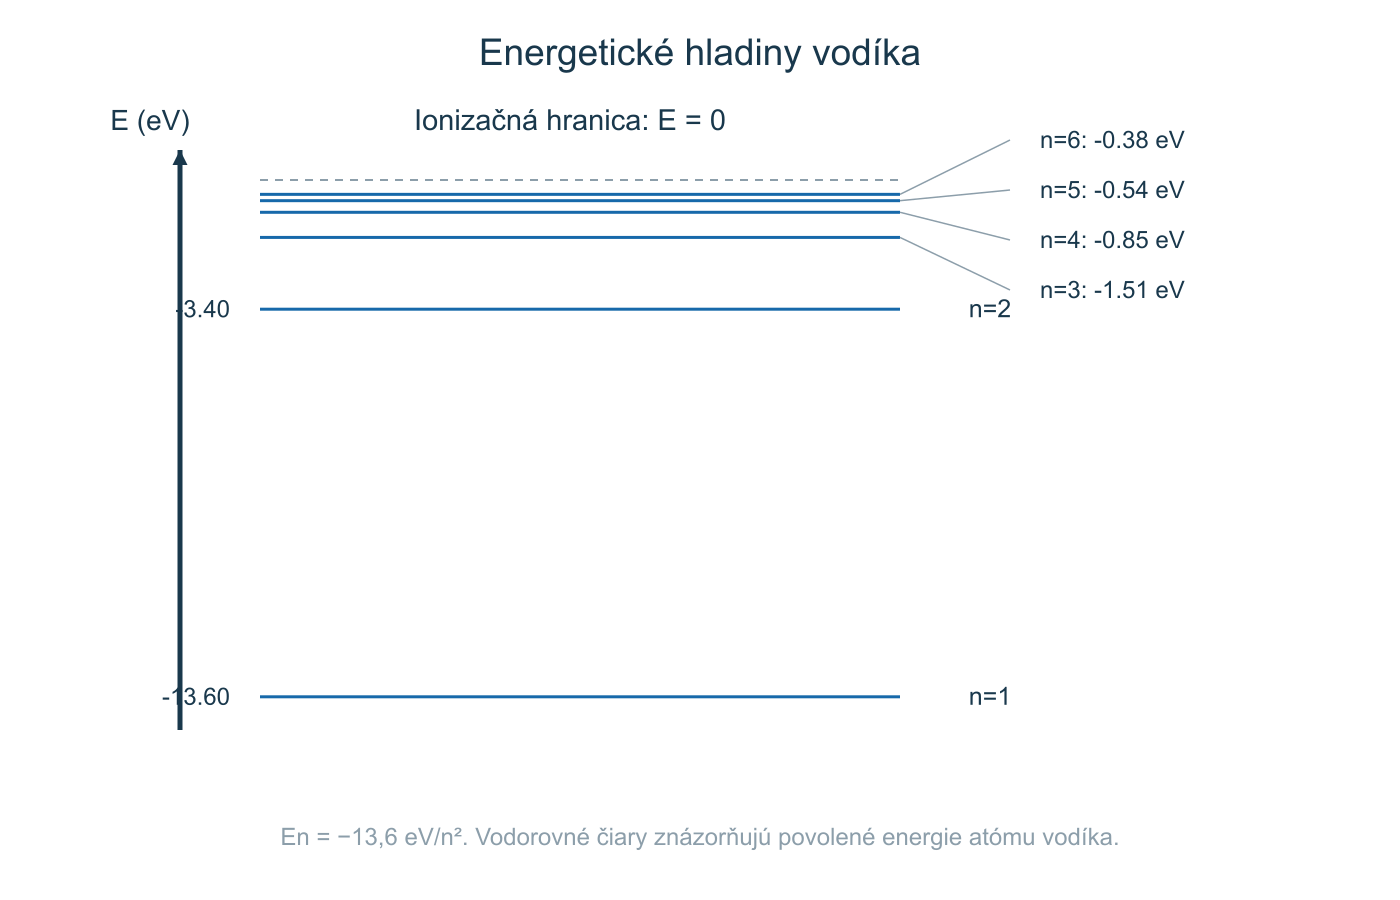 Energetické hladiny vodíka
E (eV)
Ionizačná hranica: E = 0
n=6: -0.38 eV
n=5: -0.54 eV
n=4: -0.85 eV
n=3: -1.51 eV
-3.40
n=2
-13.60
n=1
En = −13,6 eV/n². Vodorovné čiary znázorňujú povolené energie atómu vodíka.